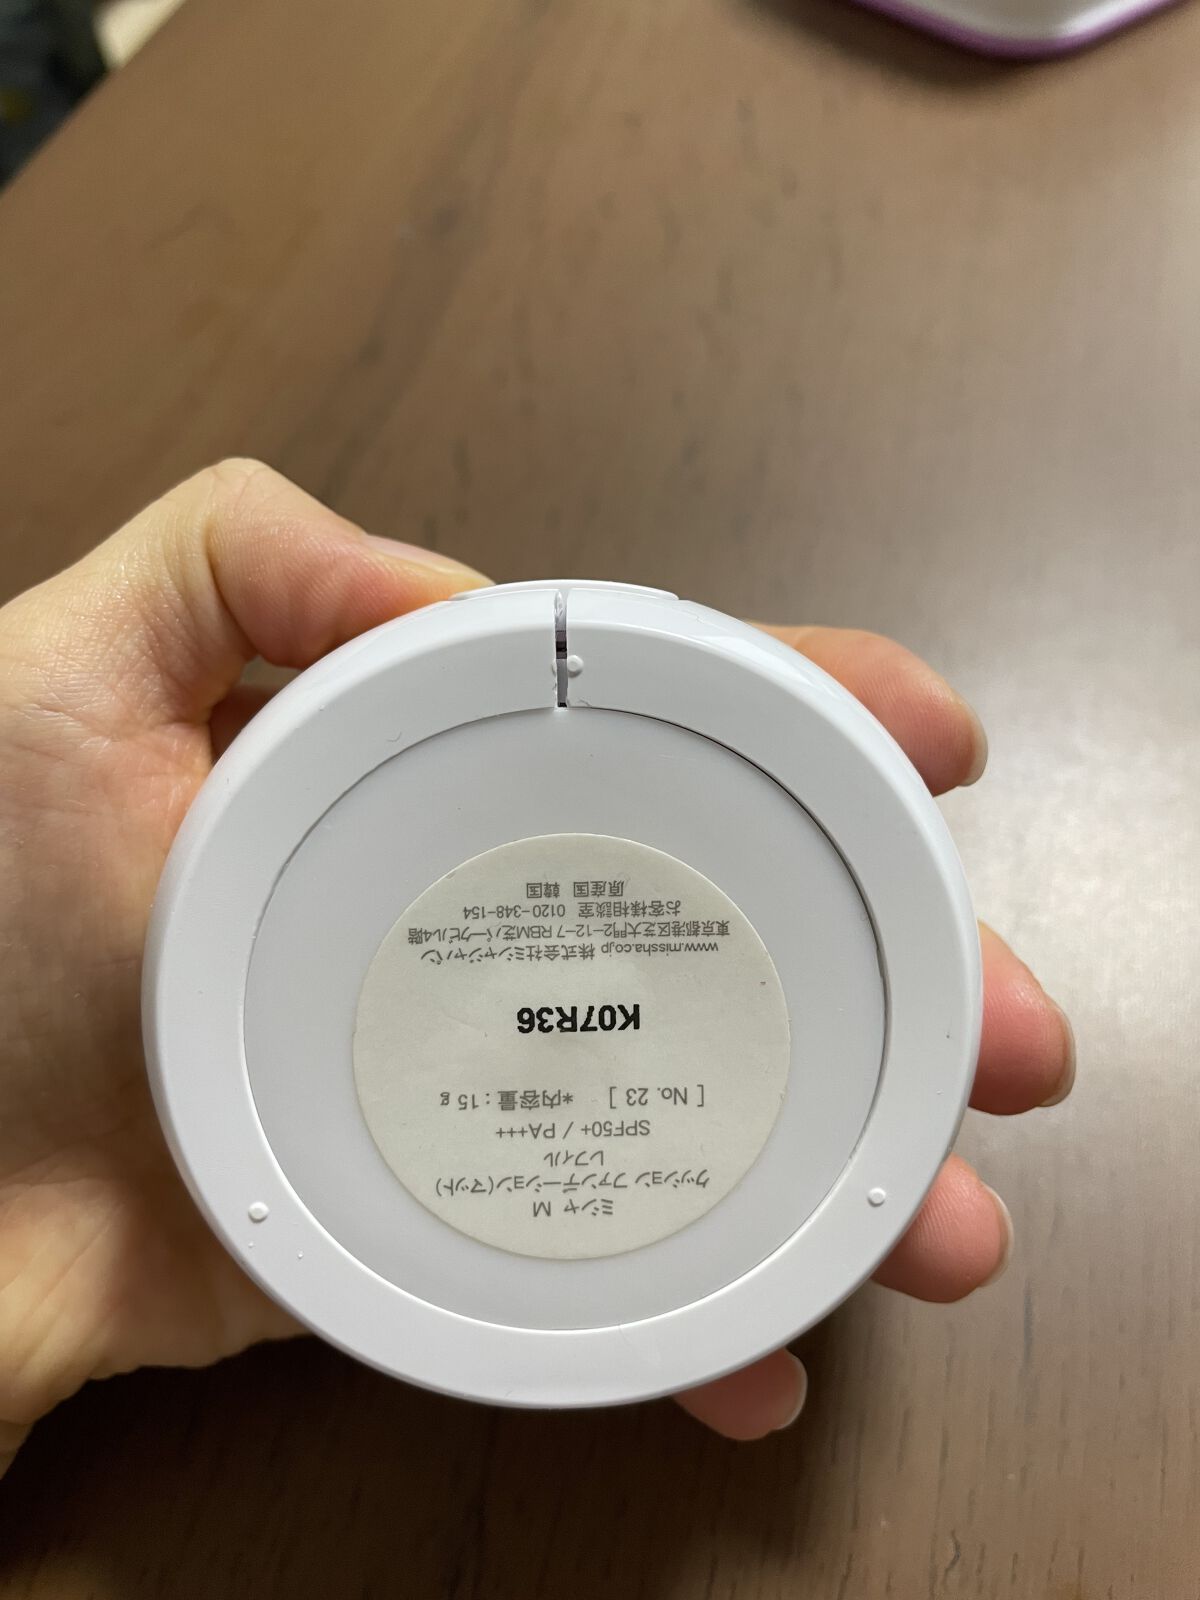 ミシャ M
クッション ファンデーション(マット)
レフィル
SPF50+ / PA+++
[ No. 23 ] *内容量 : 15 g
K07R36
www.missha.co.jp 株式会社ミシャジャパン
東京都港区芝大門2-12-7 RBM芝パークビル4階
お客様相談室 0120-348-154
原産国 韓国